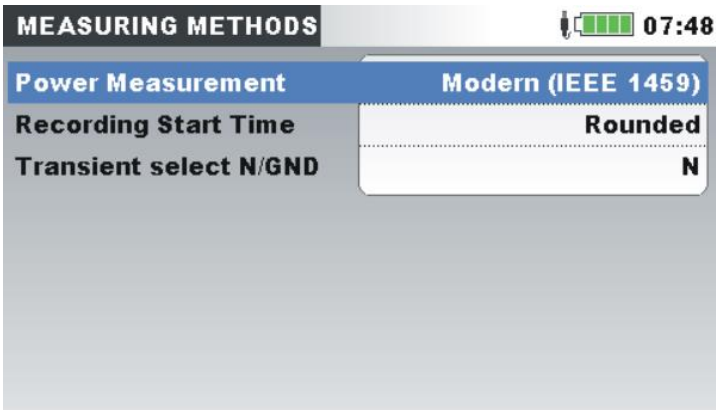 MEASURING METHODS 07:48
Power Measurement Modern (IEEE 1459)
Recording Start Time Rounded
Transient select N/GND N